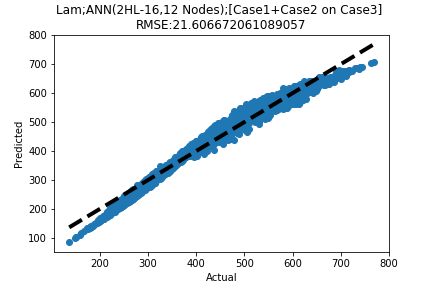 Lam;ANN(2HL-16,12 Nodes);[Case1+Case2 on Case3]
RMSE:21.606672061089057
800
700
600
500
400
300
200
100
Predicted
200 300 400 500 600 700 800
Actual